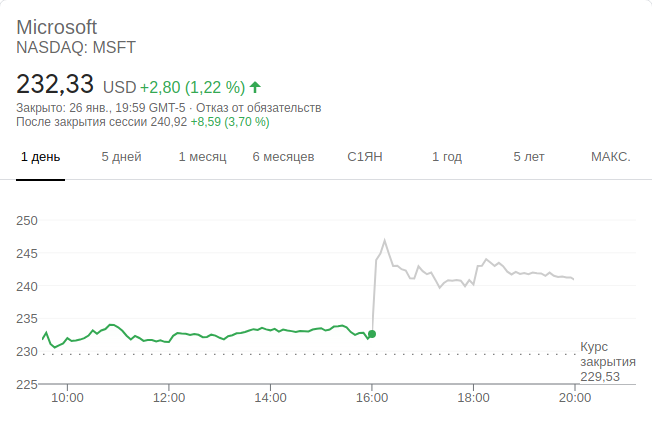 Microsoft
NASDAQ: MSFT
232,33 USD +2,80 (1,22 %)
Закрыто: 26 янв., 19:59 GMT-5 · Отказ от обязательств
После закрытия сессии 240,92 +8,59 (3,70 %)
1 день 5 дней 1 месяц 6 месяцев С1ЯН 1 год 5 лет МАКС.
250
245
240
235
230
225
Курс
закрытия
229,53
10:00 12:00 14:00 16:00 18:00 20:00